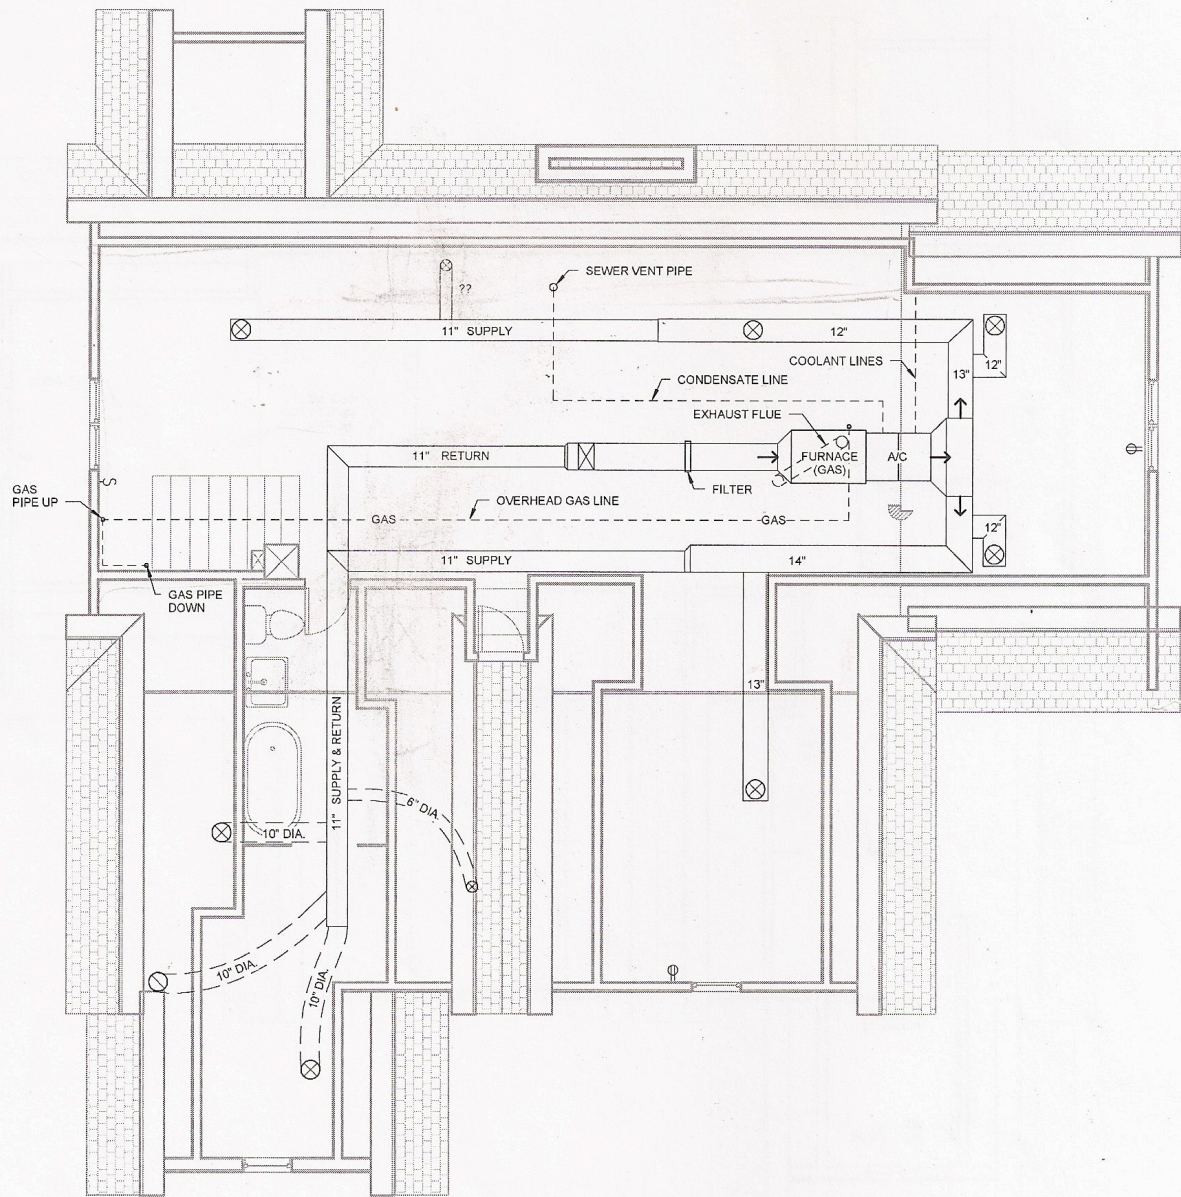 SEWER VENT PIPE
??
11" SUPPLY
12"
12"
COOLANT LINES
13"
CONDENSATE LINE
EXHAUST FLUE
11" RETURN
FURNACE
(GAS)
A/C
FILTER
S
GAS
PIPE UP
OVERHEAD GAS LINE
GAS
GAS
12"
11" SUPPLY
14"
GAS PIPE
DOWN
13"
11" SUPPLY & RETURN
6" DIA.
10" DIA.
10" DIA.
10" DIA.